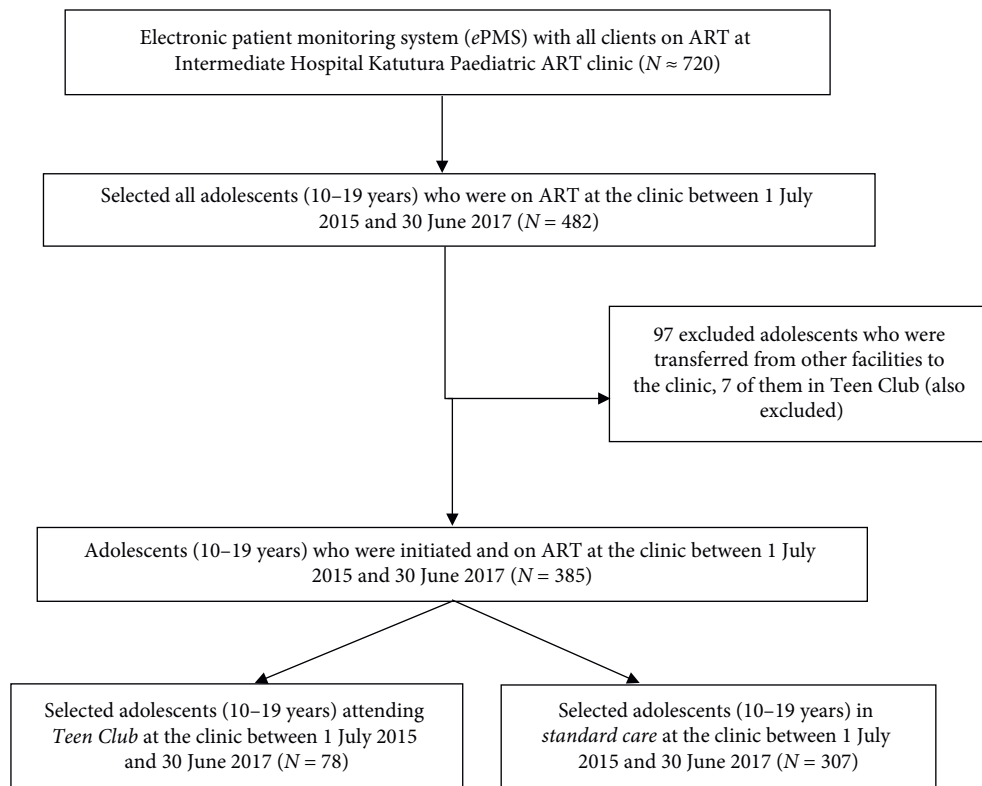 Electronic patient monitoring system (ePMS) with all clients on ART at
Intermediate Hospital Katutura Paediatric ART clinic (N ≈ 720)
Selected all adolescents (10–19 years) who were on ART at the clinic between 1 July
2015 and 30 June 2017 (N = 482)
97 excluded adolescents who were
transferred from other facilities to
the clinic, 7 of them in Teen Club (also
excluded)
Adolescents (10–19 years) who were initiated and on ART at the clinic between 1 July
2015 and 30 June 2017 (N = 385)
Selected adolescents (10–19 years) attending
Teen Club at the clinic between 1 July 2015
and 30 June 2017 (N = 78)
Selected adolescents (10–19 years) in
standard care at the clinic between 1 July
2015 and 30 June 2017 (N = 307)